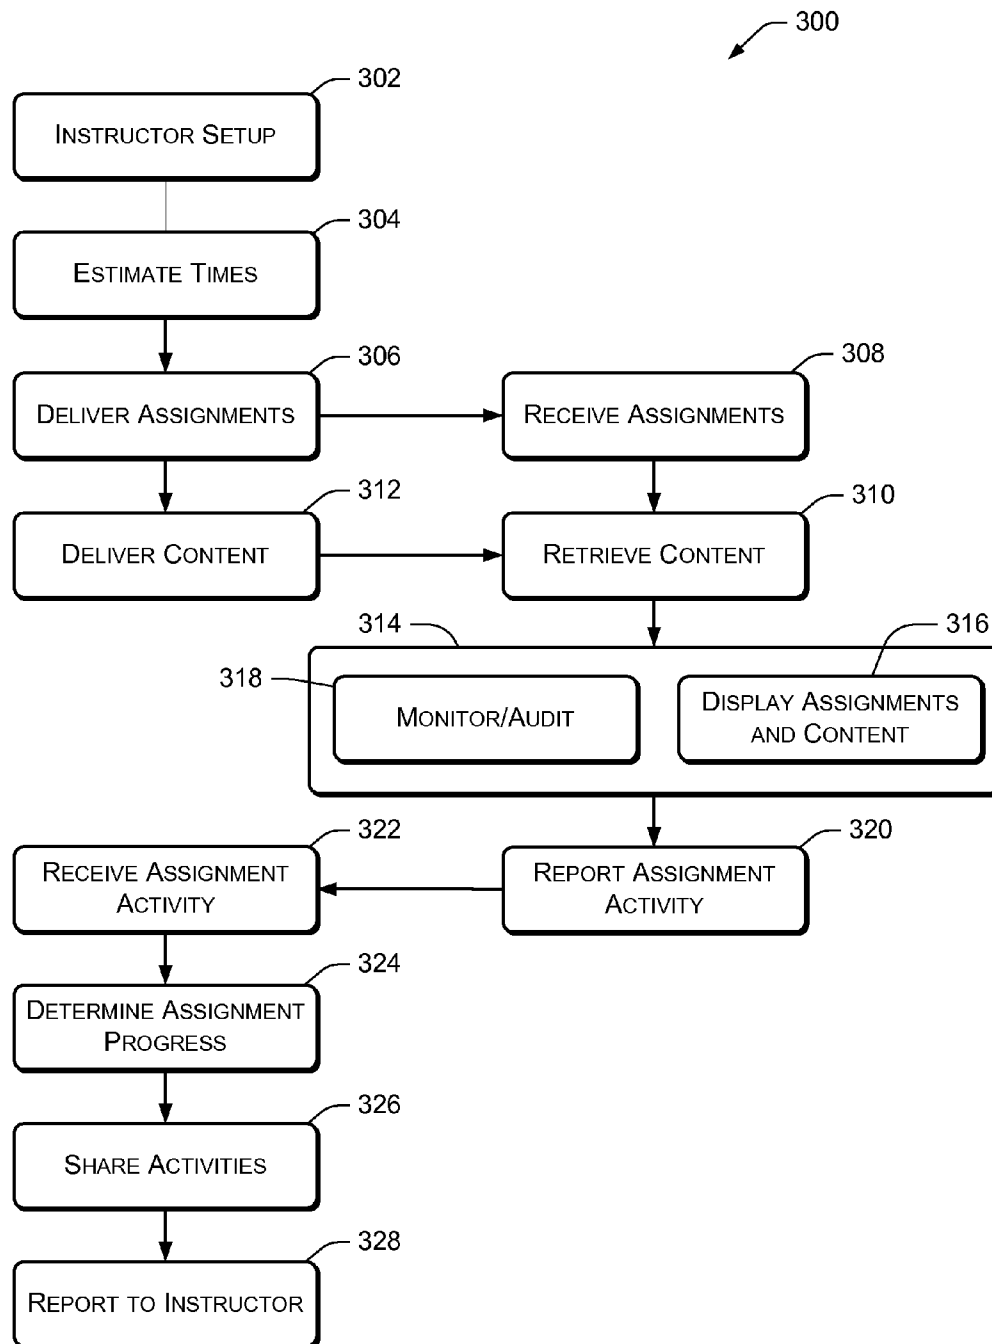 300
302
INSTRUCTOR SETUP
304
ESTIMATE TIMES
306
DELIVER ASSIGNMENTS
308
RECEIVE ASSIGNMENTS
312
DELIVER CONTENT
310
RETRIEVE CONTENT
314
316
318
MONITOR/AUDIT
DISPLAY ASSIGNMENTS
AND CONTENT
322
RECEIVE ASSIGNMENT
ACTIVITY
320
REPORT ASSIGNMENT
ACTIVITY
324
DETERMINE ASSIGNMENT
PROGRESS
326
SHARE ACTIVITIES
328
REPORT TO INSTRUCTOR